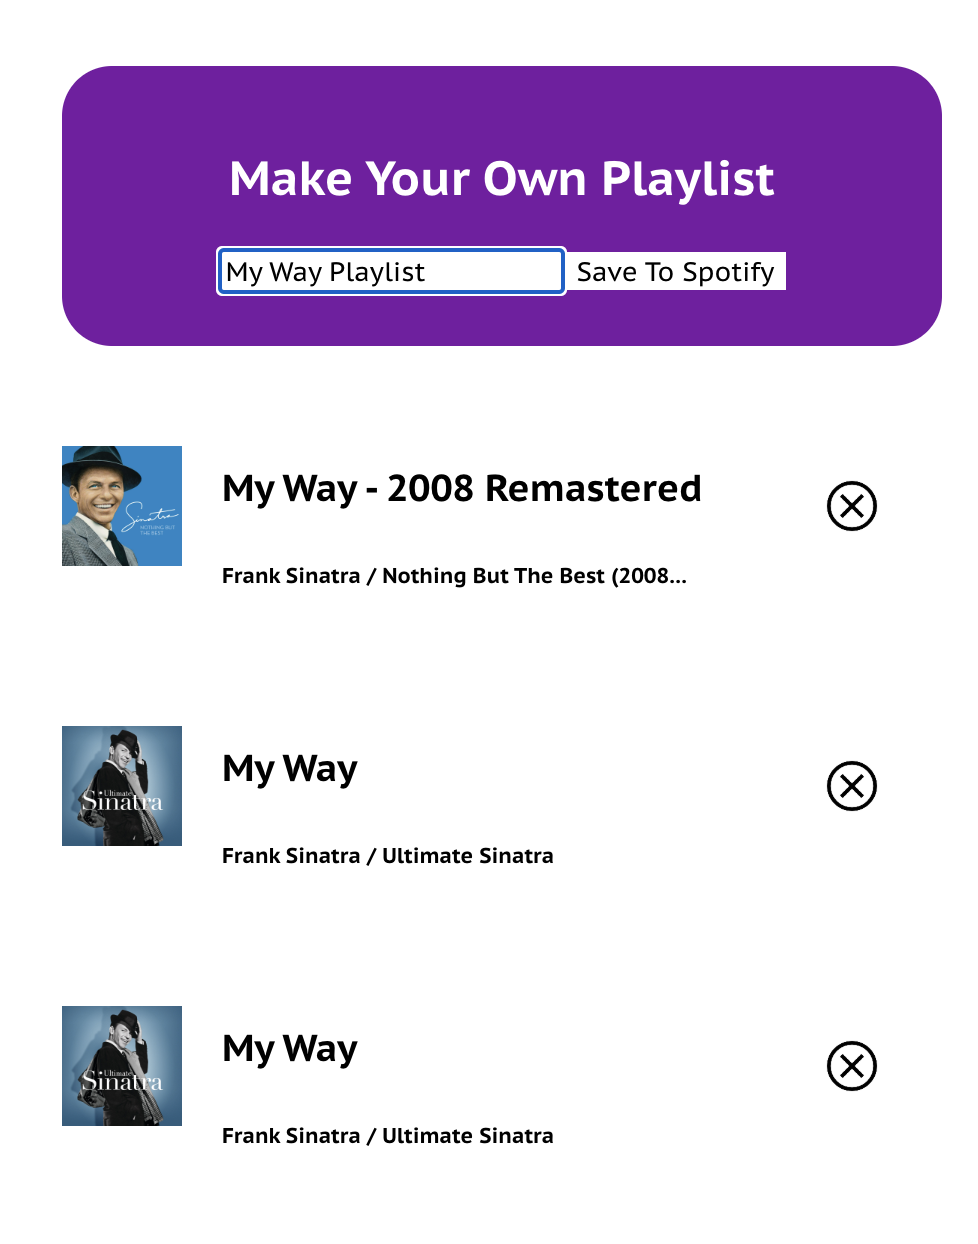 Make Your Own Playlist
My Way Playlist
Save To Spotify
My Way - 2008 Remastered
Sinatra
NOTHING BUT
THE BEST
Frank Sinatra / Nothing But The Best (2008...
My Way
Ultimate
Sinatra
Frank Sinatra / Ultimate Sinatra
My Way
Ultimate
Sinatra
Frank Sinatra / Ultimate Sinatra